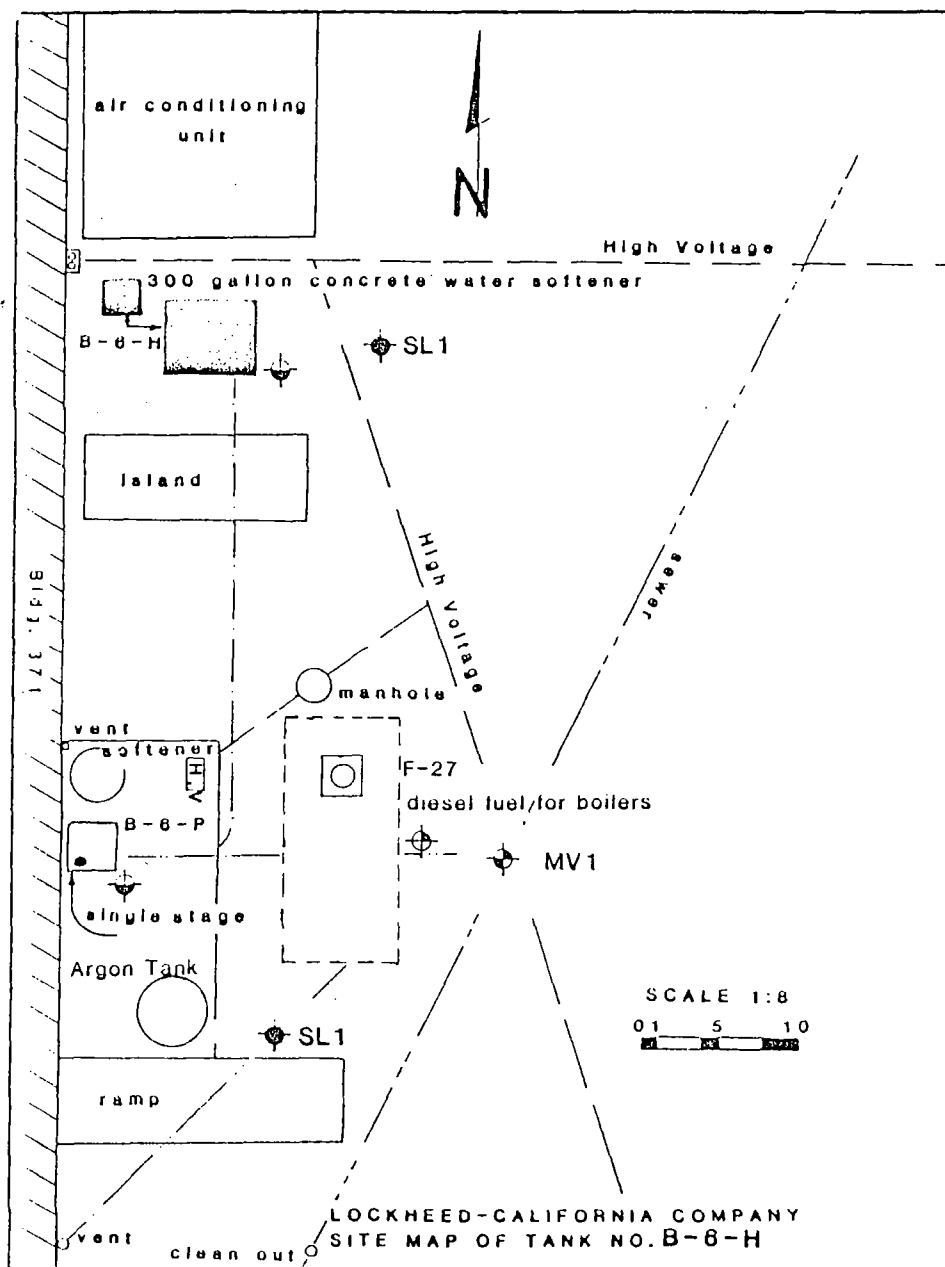 air conditioning
unit
N
High Voltage
300 gallon concrete water softener
B-6-H
SL1
Island
High Voltage
sewer
Bldg. 371
manhole
vent
softener
H.V
F-27
diesel fuel/for boilers
B-6-P
MV1
single stage
Argon Tank
SCALE 1:8
0 1 5 10
SL1
ramp
LOCKHEED-CALIFORNIA COMPANY
SITE MAP OF TANK NO. B-6-H
vent
clean out